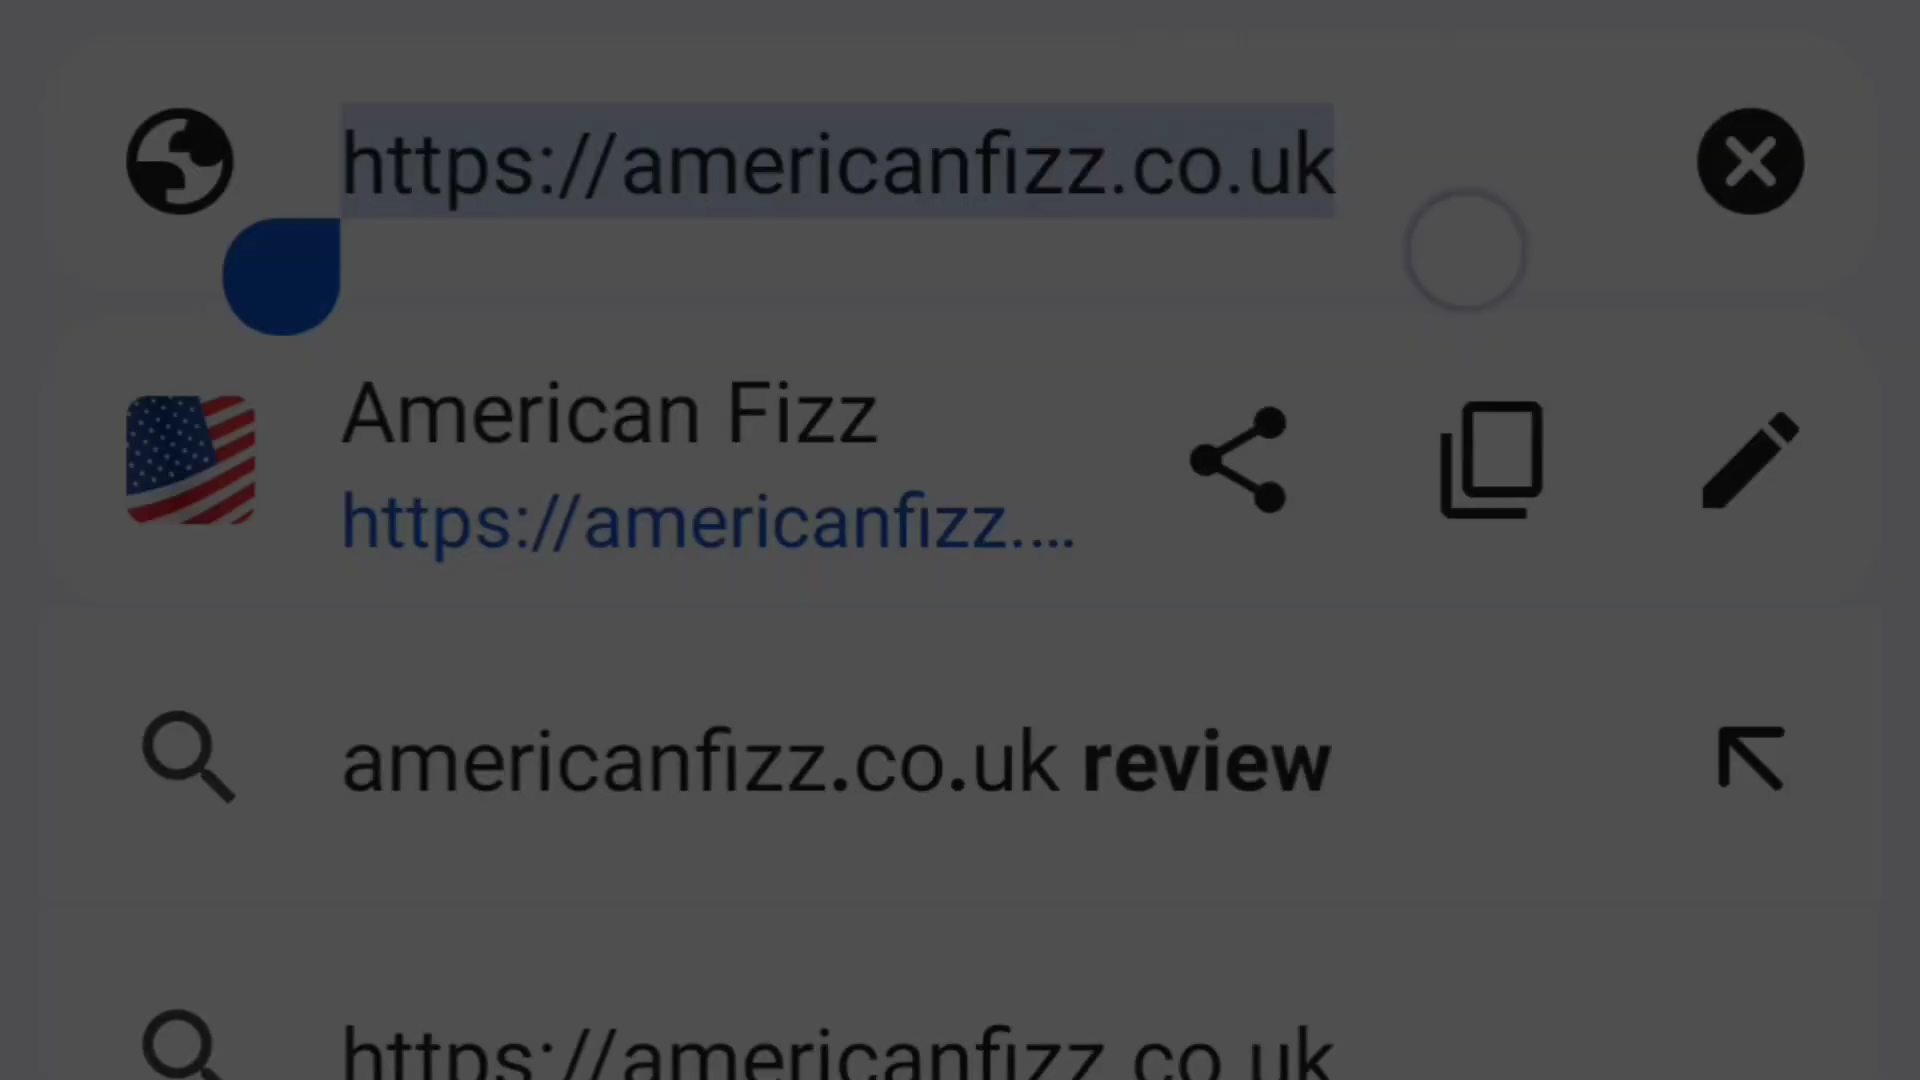 https://americanfizz.co.uk
American Fizz
https://americanfizz.…
americanfizz.co.uk review
https://americanfizz.co.uk